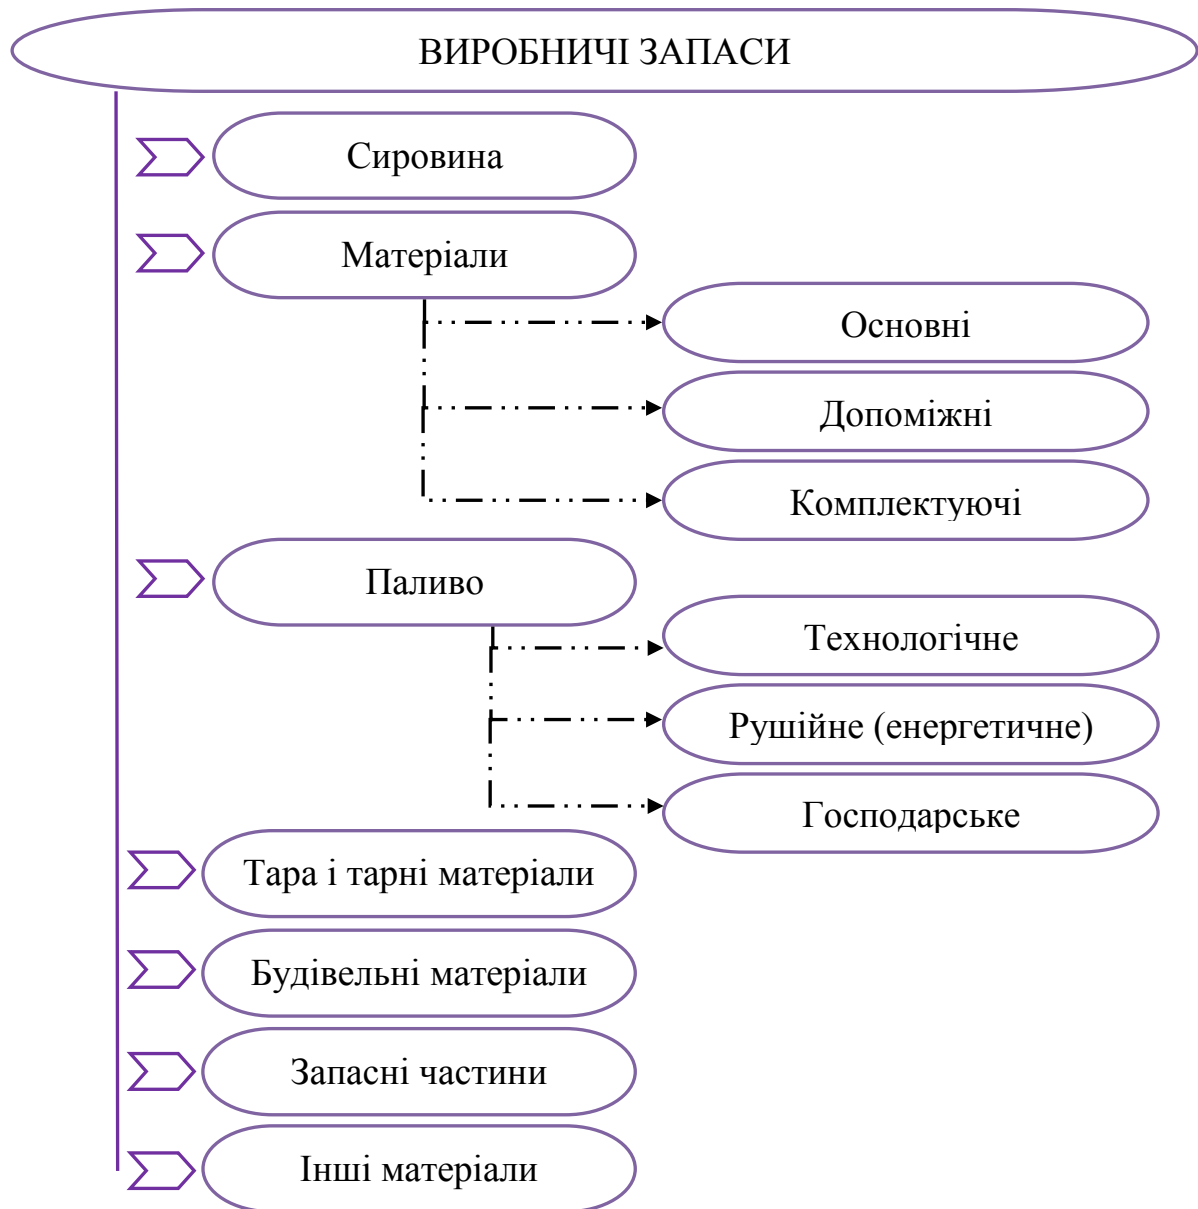 ВИРОБНИЧІ ЗАПАСИ
Сировина
Матеріали
Основні
Допоміжні
Комплектуючі
Паливо
Технологічне
Рушійне (енергетичне)
Господарське
Тара і тарні матеріали
Будівельні матеріали
Запасні частини
Інші матеріали